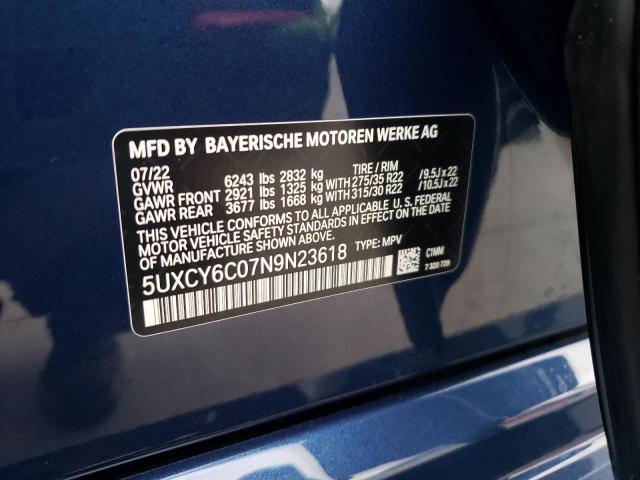 MFD BY BAYERISCHE MOTOREN WERKE AG
07/22 TIRE / RIM
GVWR 6243 lbs 2832 kg
GAWR FRONT 2921 lbs 1325 kg WITH 275/35 R22 /9.5J x 22
GAWR REAR 3677 lbs 1668 kg WITH 315/30 R22 /10.5J x 22
THIS VEHICLE CONFORMS TO ALL APPLICABLE U. S. FEDERAL
MOTOR VEHICLE SAFETY STANDARDS IN EFFECT ON THE
DATE OF MANUFACTURE SHOWN ABOVE.
5UXCY6C07N9N23618 TYPE: MPV
C1MM
7 320 729